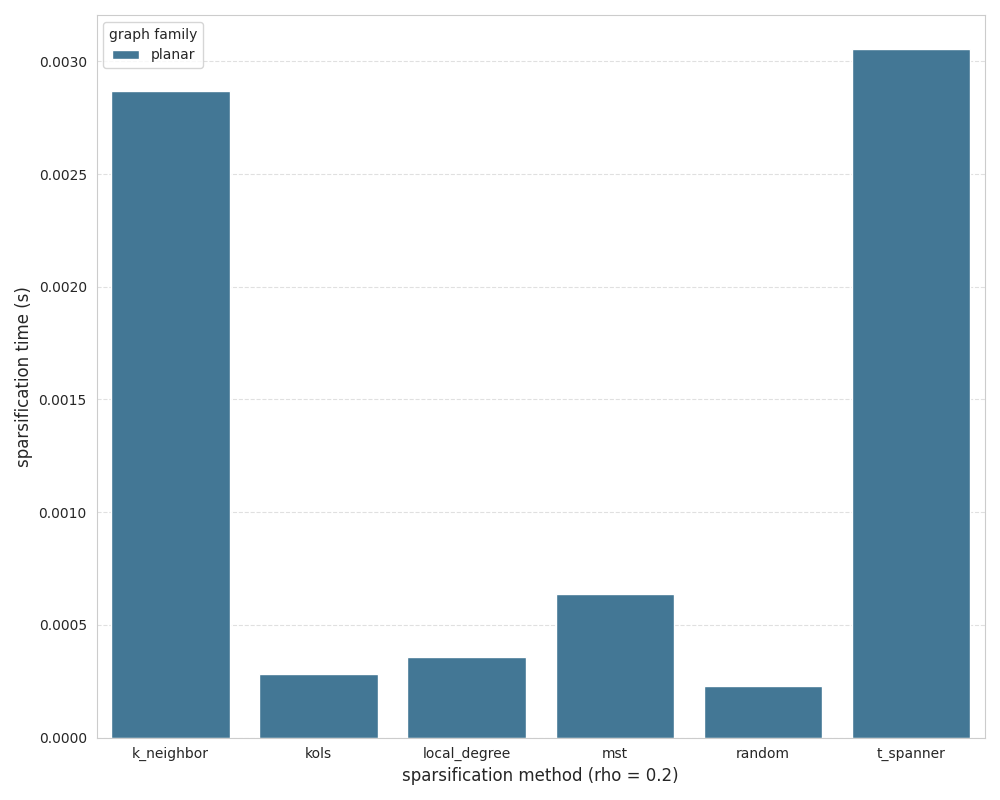 graph family
planar
sparsification time (s)
0.0030
0.0025
0.0020
0.0015
0.0010
0.0005
0.0000
k_neighbor kols local_degree mst random t_spanner
sparsification method (rho = 0.2)